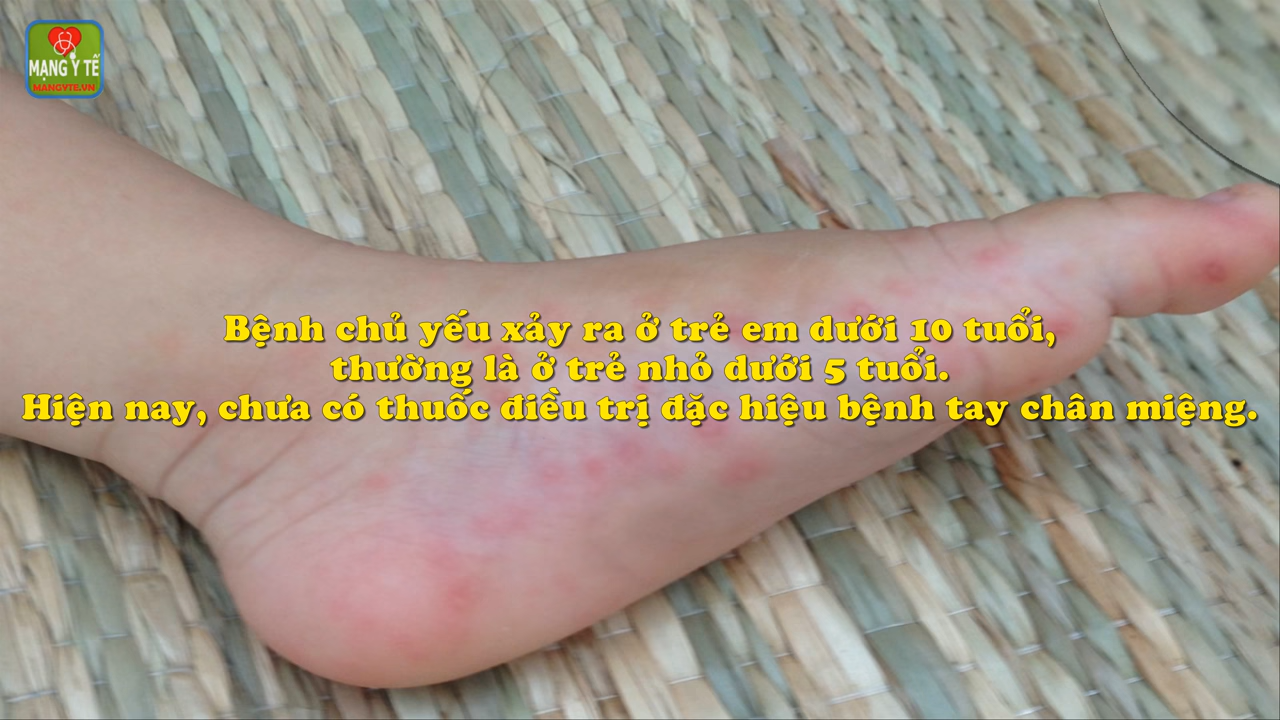 MẠNG Y TẾ
MANGYTE.VN
Bệnh chủ yếu xảy ra ở trẻ em dưới 10 tuổi,
thường là ở trẻ nhỏ dưới 5 tuổi.
Hiện nay, chưa có thuốc điều trị đặc hiệu bệnh tay chân miệng.